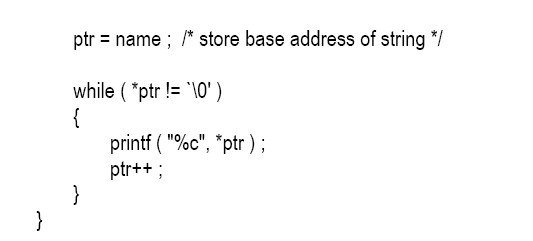 ptr = name ;  /* store base address of string */
while ( *ptr != `\0' )
{
printf ( "%c", *ptr ) ;
ptr++ ;
}
}